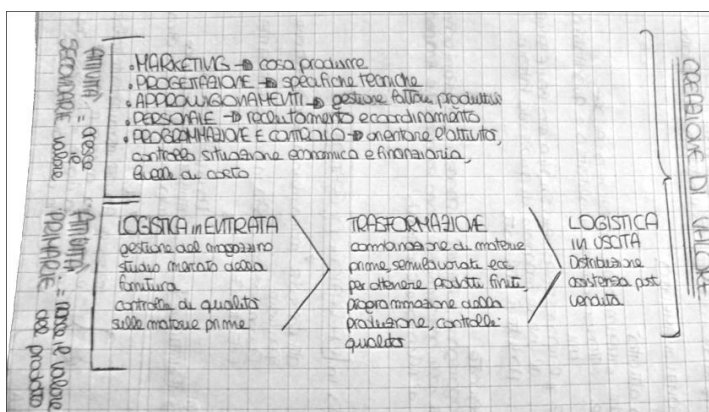 ATTIVITÀ = cresce
SECONDARIE il valore
• MARKETING → cosa produrre
• PROGETTAZIONE → specifiche tecniche
• APPROVVIGIONAMENTI → gestione fattori produttivi
• PERSONALE → reclutamento e coordinamento
• PROGRAMMAZIONE E CONTROLLO → orientare l'attività,
controllo situazione economica e finanziaria,
di costo
ATTIVITÀ = nasce il valore
PRIMARIE del prodotto
LOGISTICA in ENTRATA
gestione del magazzino
studio mercato della
fornitura
controllo di qualità
sulle materie prime
TRASFORMAZIONE
combinazione di materie
prime, semilavorati ecc
per ottenere prodotti finiti,
programmazione della
produzione, controllo
qualità
LOGISTICA
IN USCITA
Distribuzione
assistenza post
vendita
CREAZIONE DI VALORE